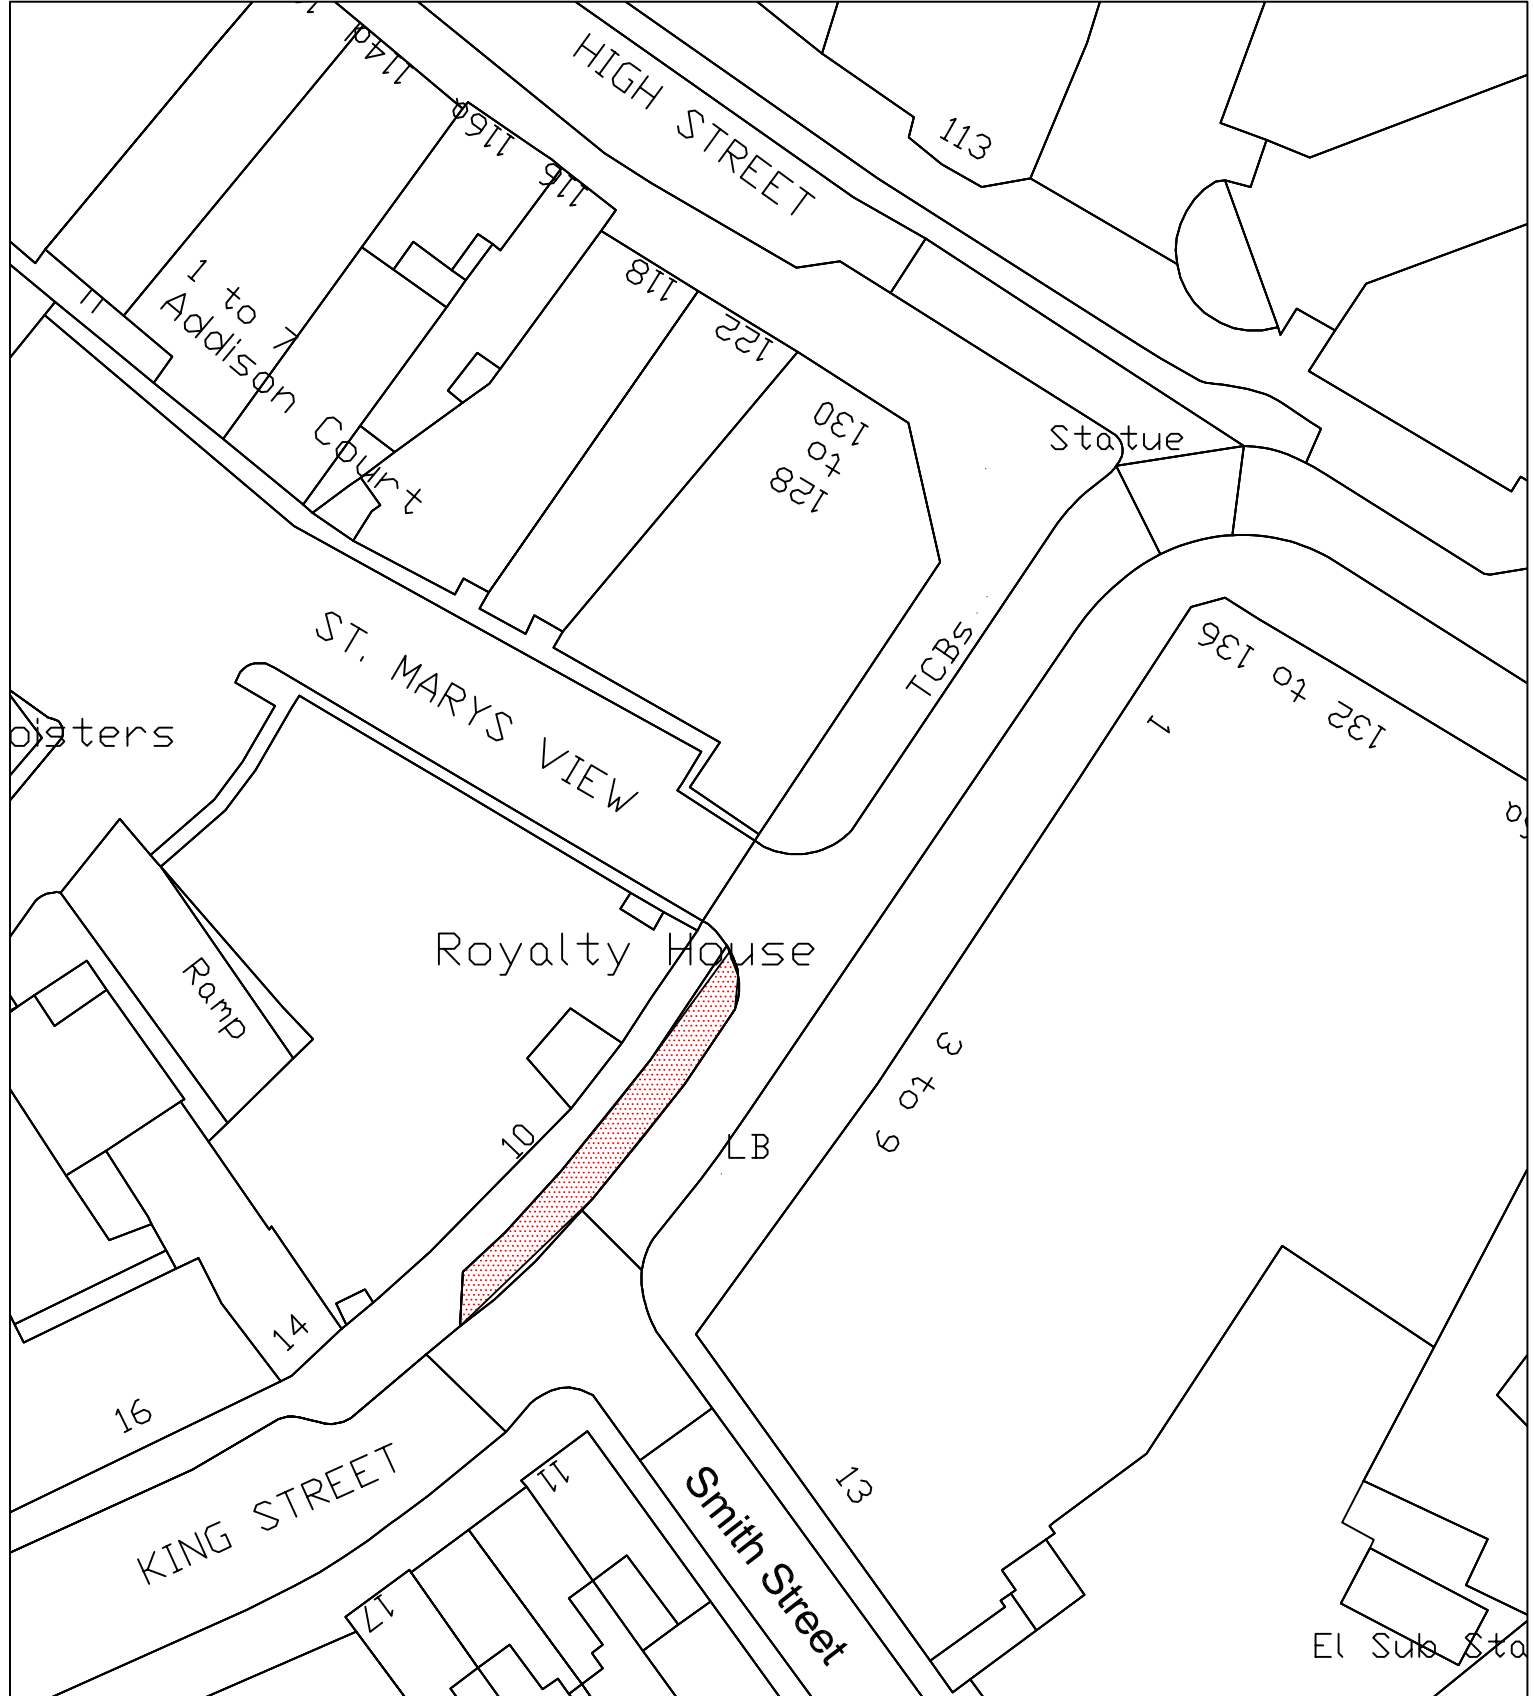 114d
HIGH STREET
116a
113
116
118
1 to 7
Addison Court
122
130
to
128
Statue
ST. MARYS VIEW
TCBs
136
to
132
1
oisters
Royalty House
Ramp
3 to 9
10
LB
14
16
KING STREET
11
13
Smith Street
17
El Sub Sta